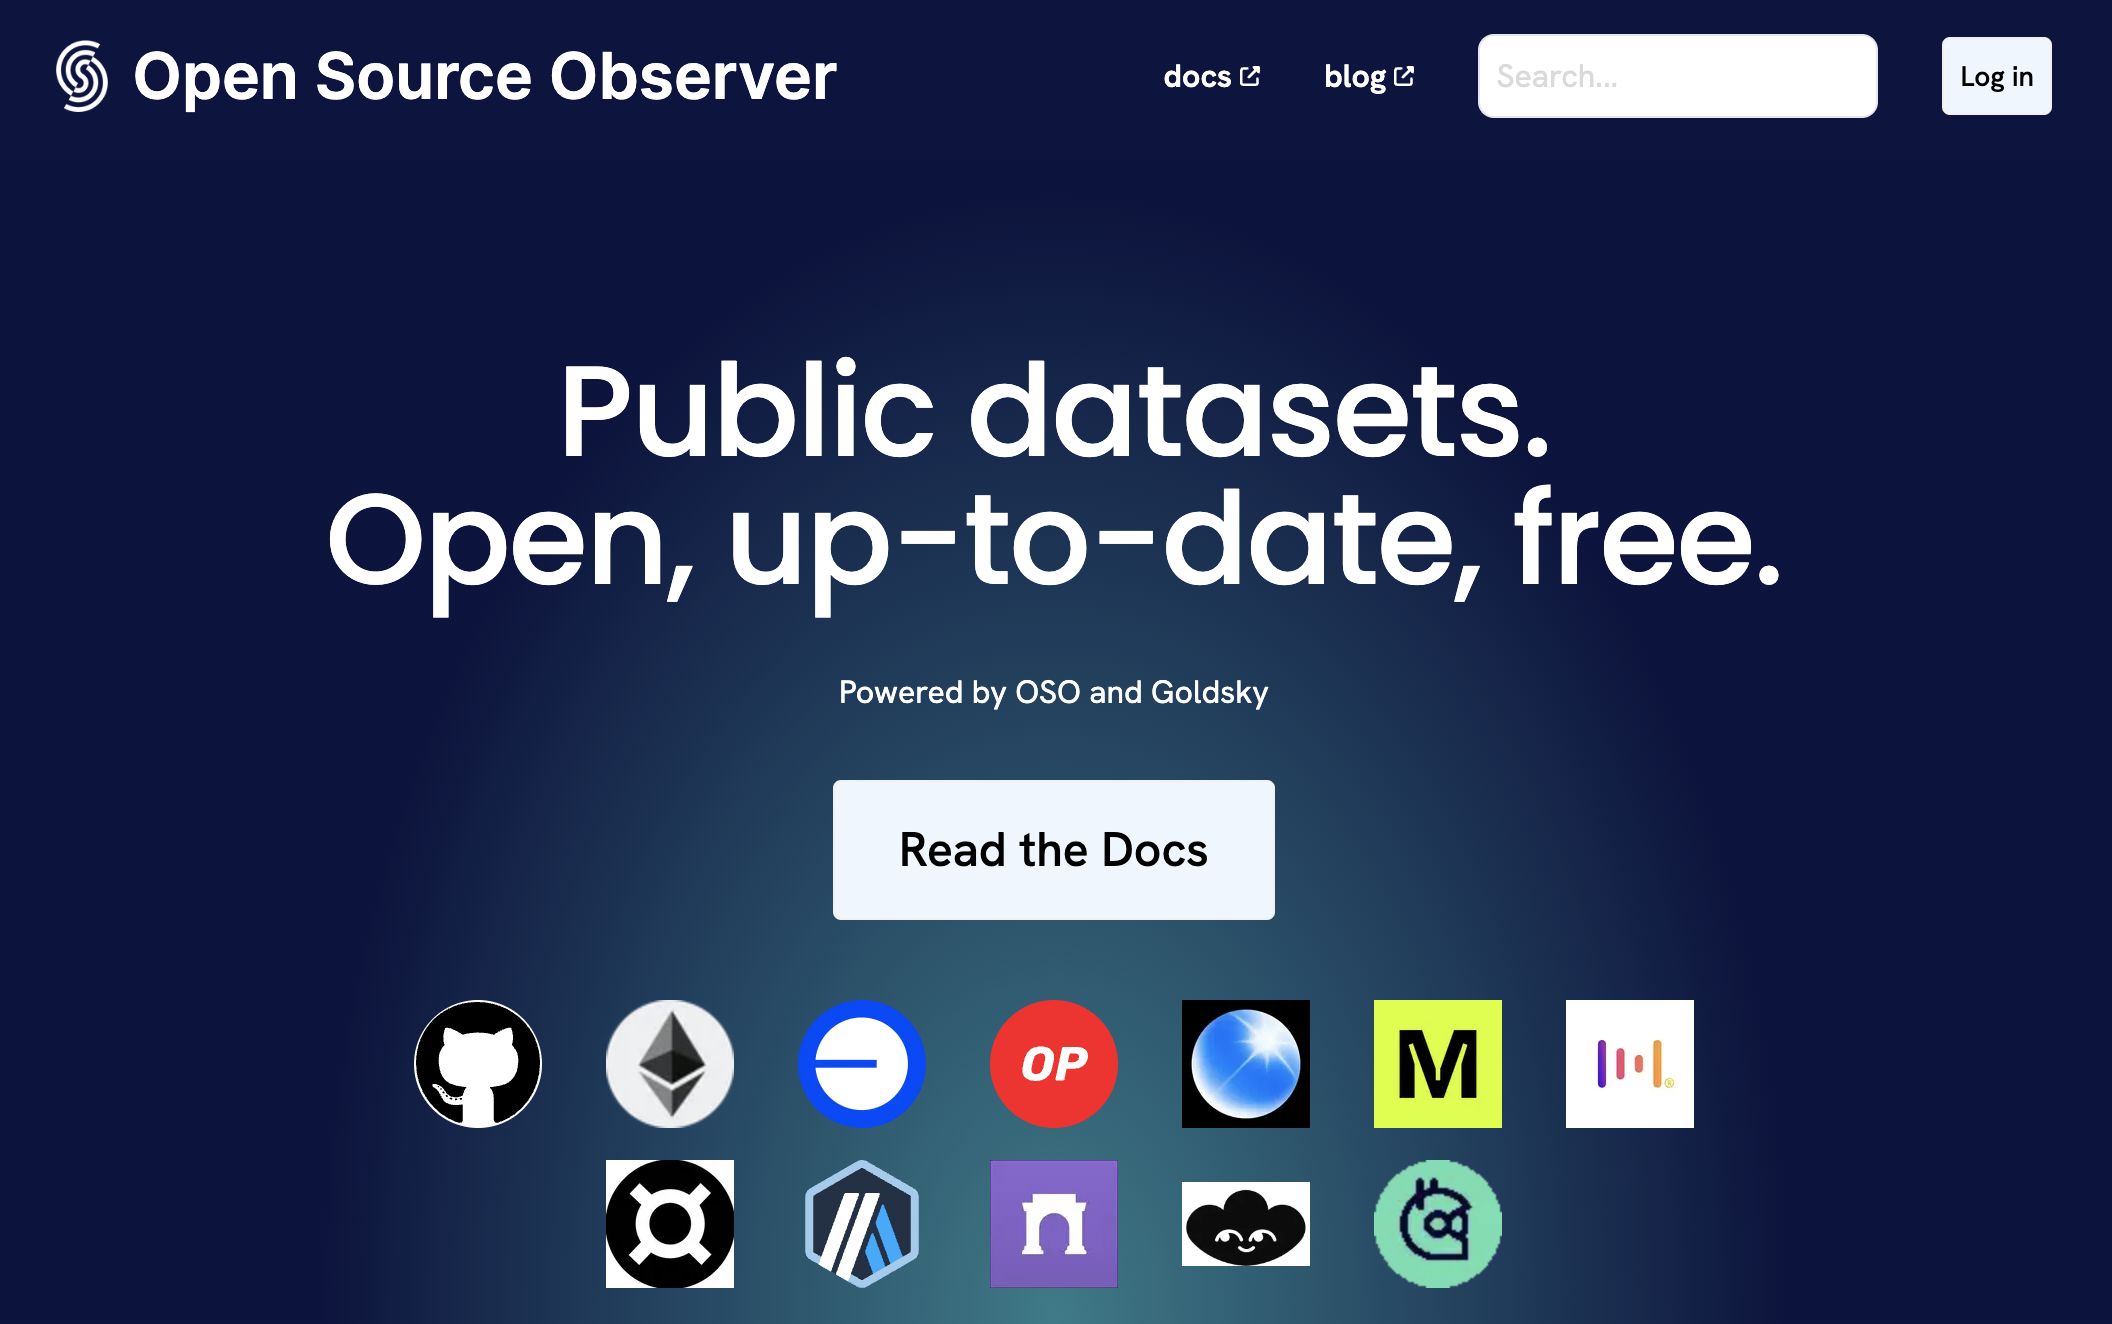 Open Source Observer
docs
blog
Search...
Log in
Public datasets.
Open, up-to-date, free.
Powered by OSO and Goldsky
Read the Docs
OP
M
®